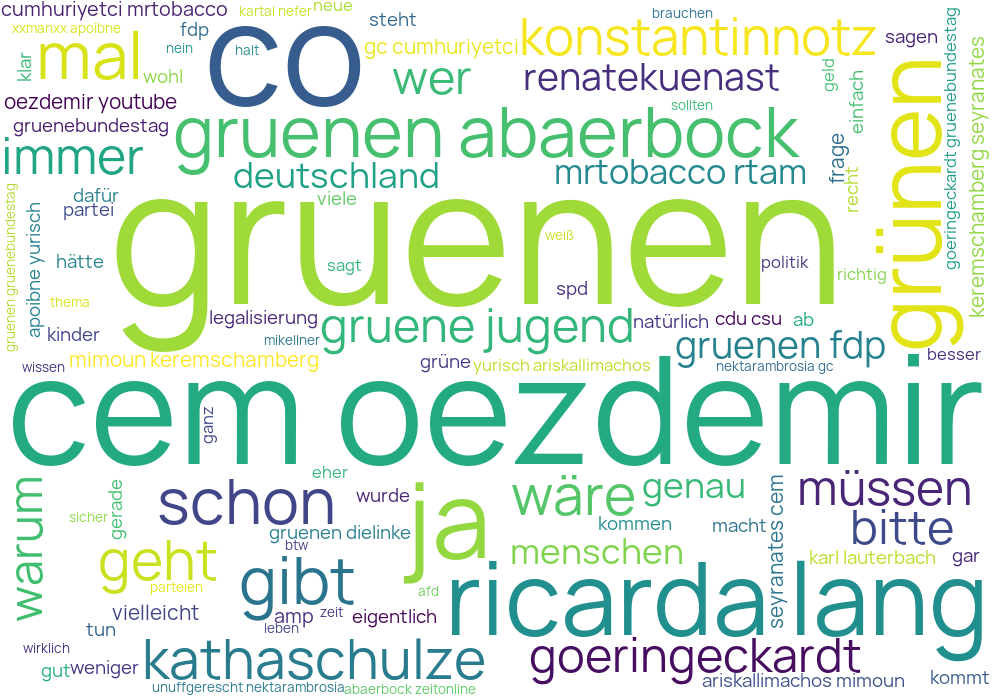 cumhuriyetci mrtobacco
kartal nefer
neue
xxmanxx apoibne
fdp
steht
brauchen
nein
halt
co
gc cumhuriyetci
konstantinnotz
sagen
klar
mal
wohl
wer
renatekuenast
geld
einfach
oezdemir youtube
gruenebundestag
sollten
gruenen abaerbock
grünen
goeringeckardt gruenebundestag
keremschamberg seyranates
immer
deutschland
mrtobacco rtam
frage
recht
dafür
partei
viele
gruenen gruenebundestag
apoibne yurisch
gruenen
weiß
hätte
sagt
politik
richtig
spd
thema
kinder
legalisierung
gruene jugend
natürlich
cdu csu
ab
mikellner
gruenen fdp
besser
wissen
mimoun keremschamberg
grüne
yurisch ariskallimachos
nektarambrosia gc
cem oezdemir
ganz
eher
warum
gerade
sicher
schon
wurde
ja
wäre
genau
müssen
gruenen dielinke
kommen
macht
bitte
seyranates cem
btw
geht
menschen
karl lauterbach
gar
parteien
gibt
afd
ricarda lang
vielleicht
amp
zeit
eigentlich
tun
leben
wirklich
gut
weniger
kathaschulze
goeringeckardt
ariskallimachos mimoun
kommt
unuffgerescht nektarambrosia
abaerbock zeitonline